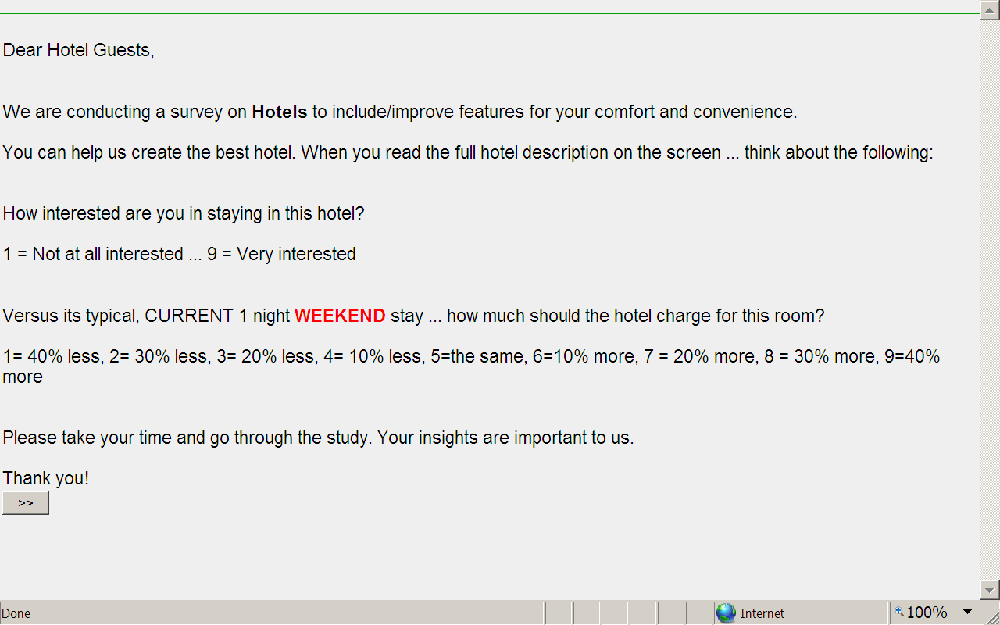 Dear Hotel Guests,
We are conducting a survey on Hotels to include/improve features for your comfort and convenience.
You can help us create the best hotel. When you read the full hotel description on the screen ... think about the following:
How interested are you in staying in this hotel?
1 = Not at all interested ... 9 = Very interested
Versus its typical, CURRENT 1 night WEEKEND stay ... how much should the hotel charge for this room?
1= 40% less, 2= 30% less, 3= 20% less, 4= 10% less, 5=the same, 6=10% more, 7 = 20% more, 8 = 30% more, 9=40%
more
Please take your time and go through the study. Your insights are important to us.
Thank you!
>>
Done Internet 100%